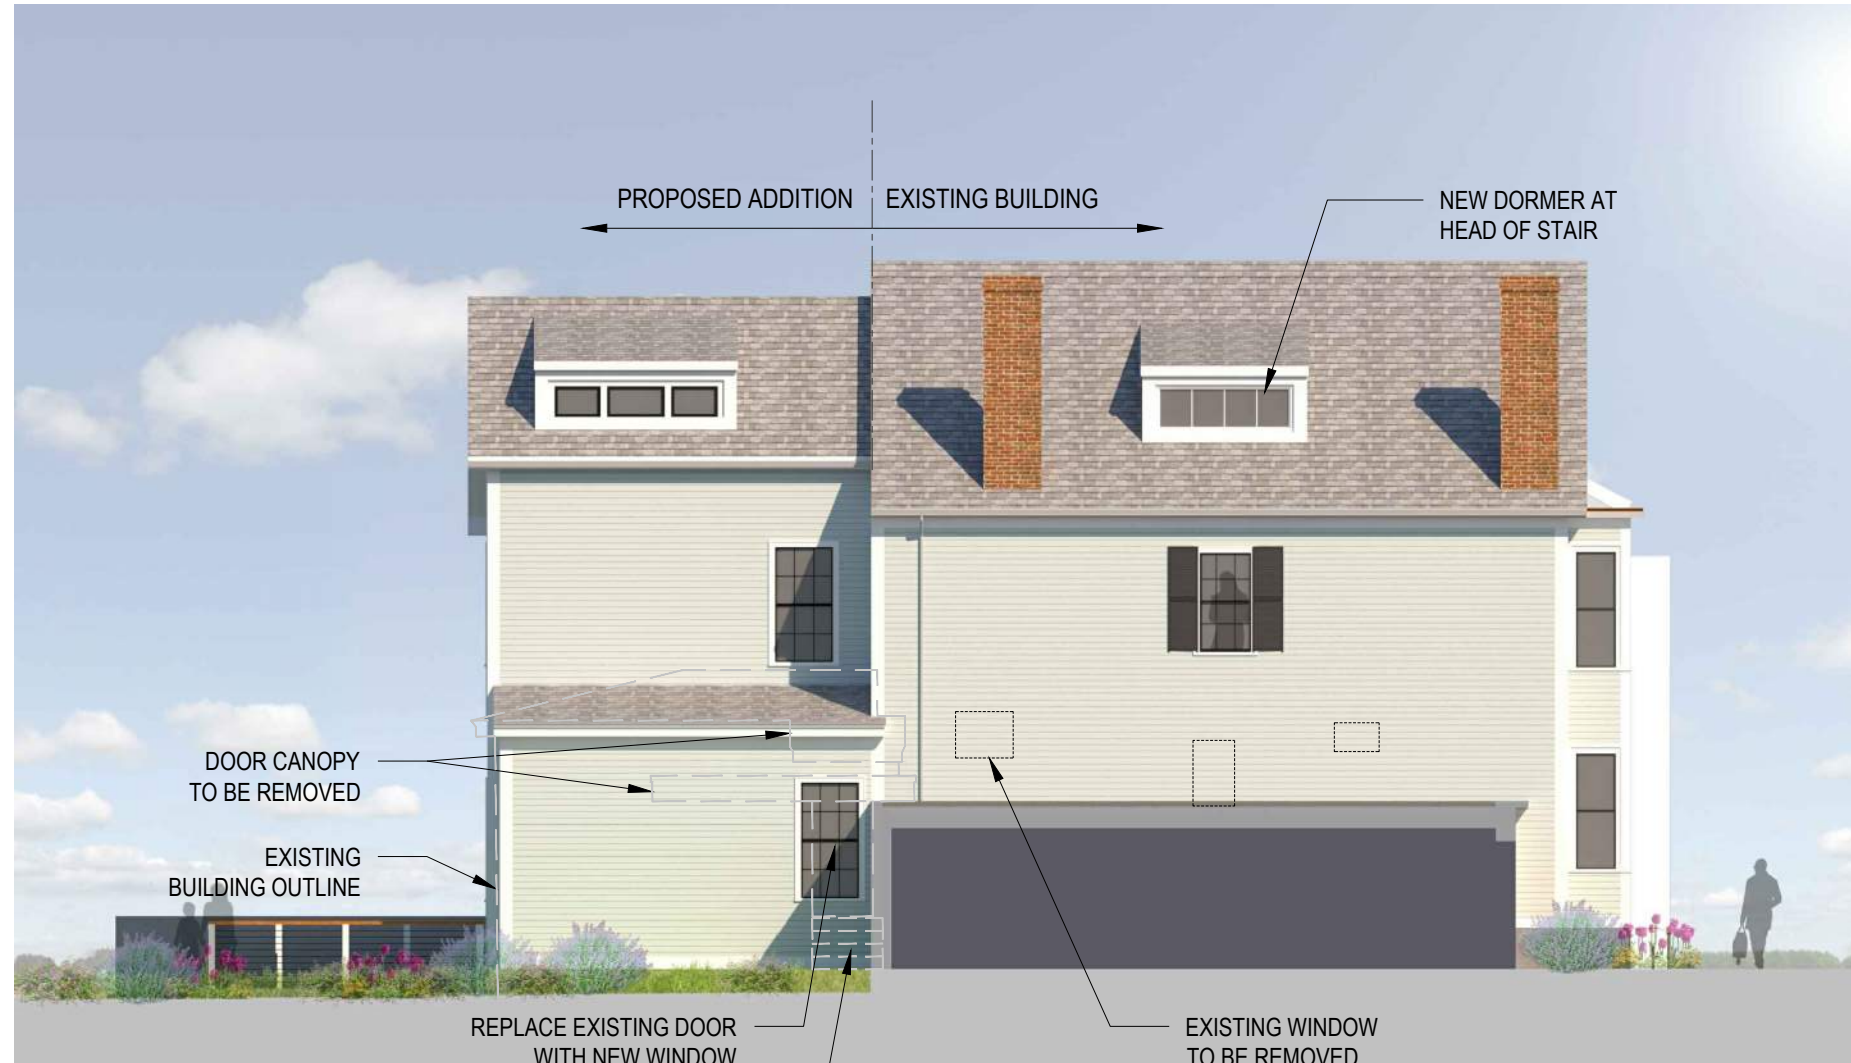 PROPOSED ADDITION
EXISTING BUILDING
NEW DORMER AT
HEAD OF STAIR
DOOR CANOPY
TO BE REMOVED
EXISTING
BUILDING OUTLINE
REPLACE EXISTING DOOR
WITH NEW WINDOW
EXISTING WINDOW
TO BE REMOVED